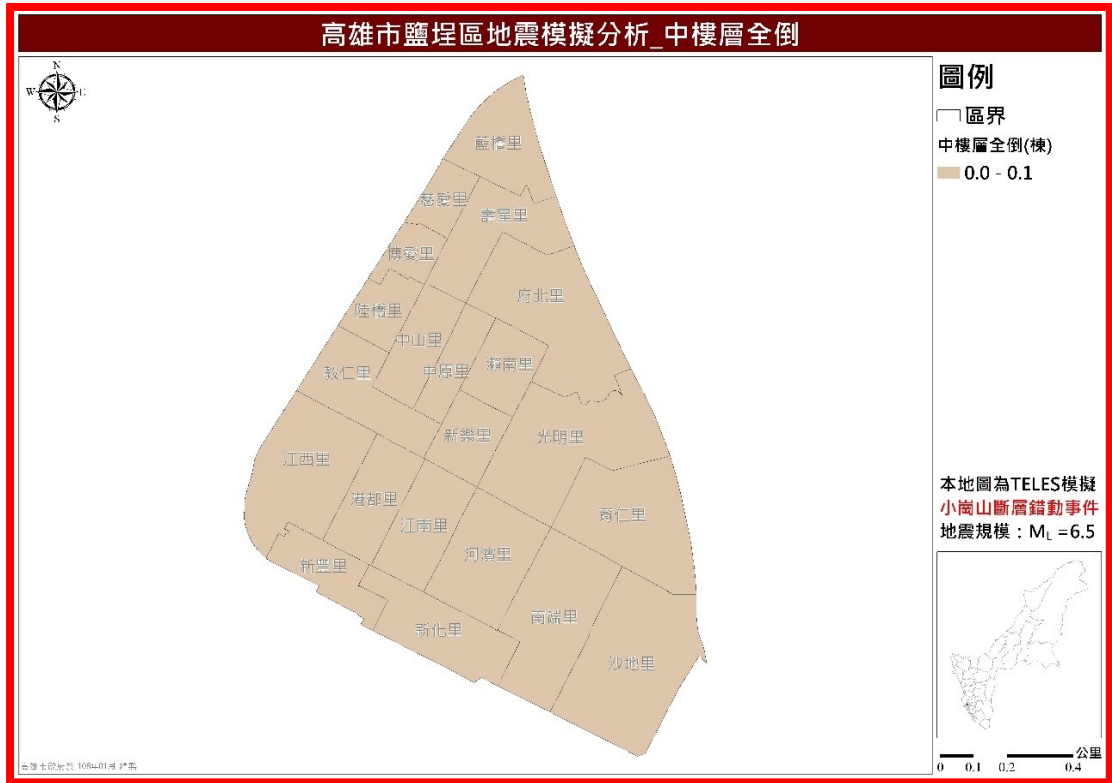 高雄市鹽埕區地震模擬分析_中樓層全倒
N
W E
S
圖例
區界
中樓層全倒(棟)
0.0 - 0.1
藍橋里
慈愛里
壽星里
博愛里
府北里
陸橋里
中山里
瀨南里
中原里
教仁里
新樂里
光明里
江西里
港都里
育仁里
江南里
河濱里
新豐里
南端里
新化里
沙地里
本地圖為TELES模擬
小崗山斷層錯動事件
地震規模：ML =6.5
公里
0 0.1 0.2 0.4